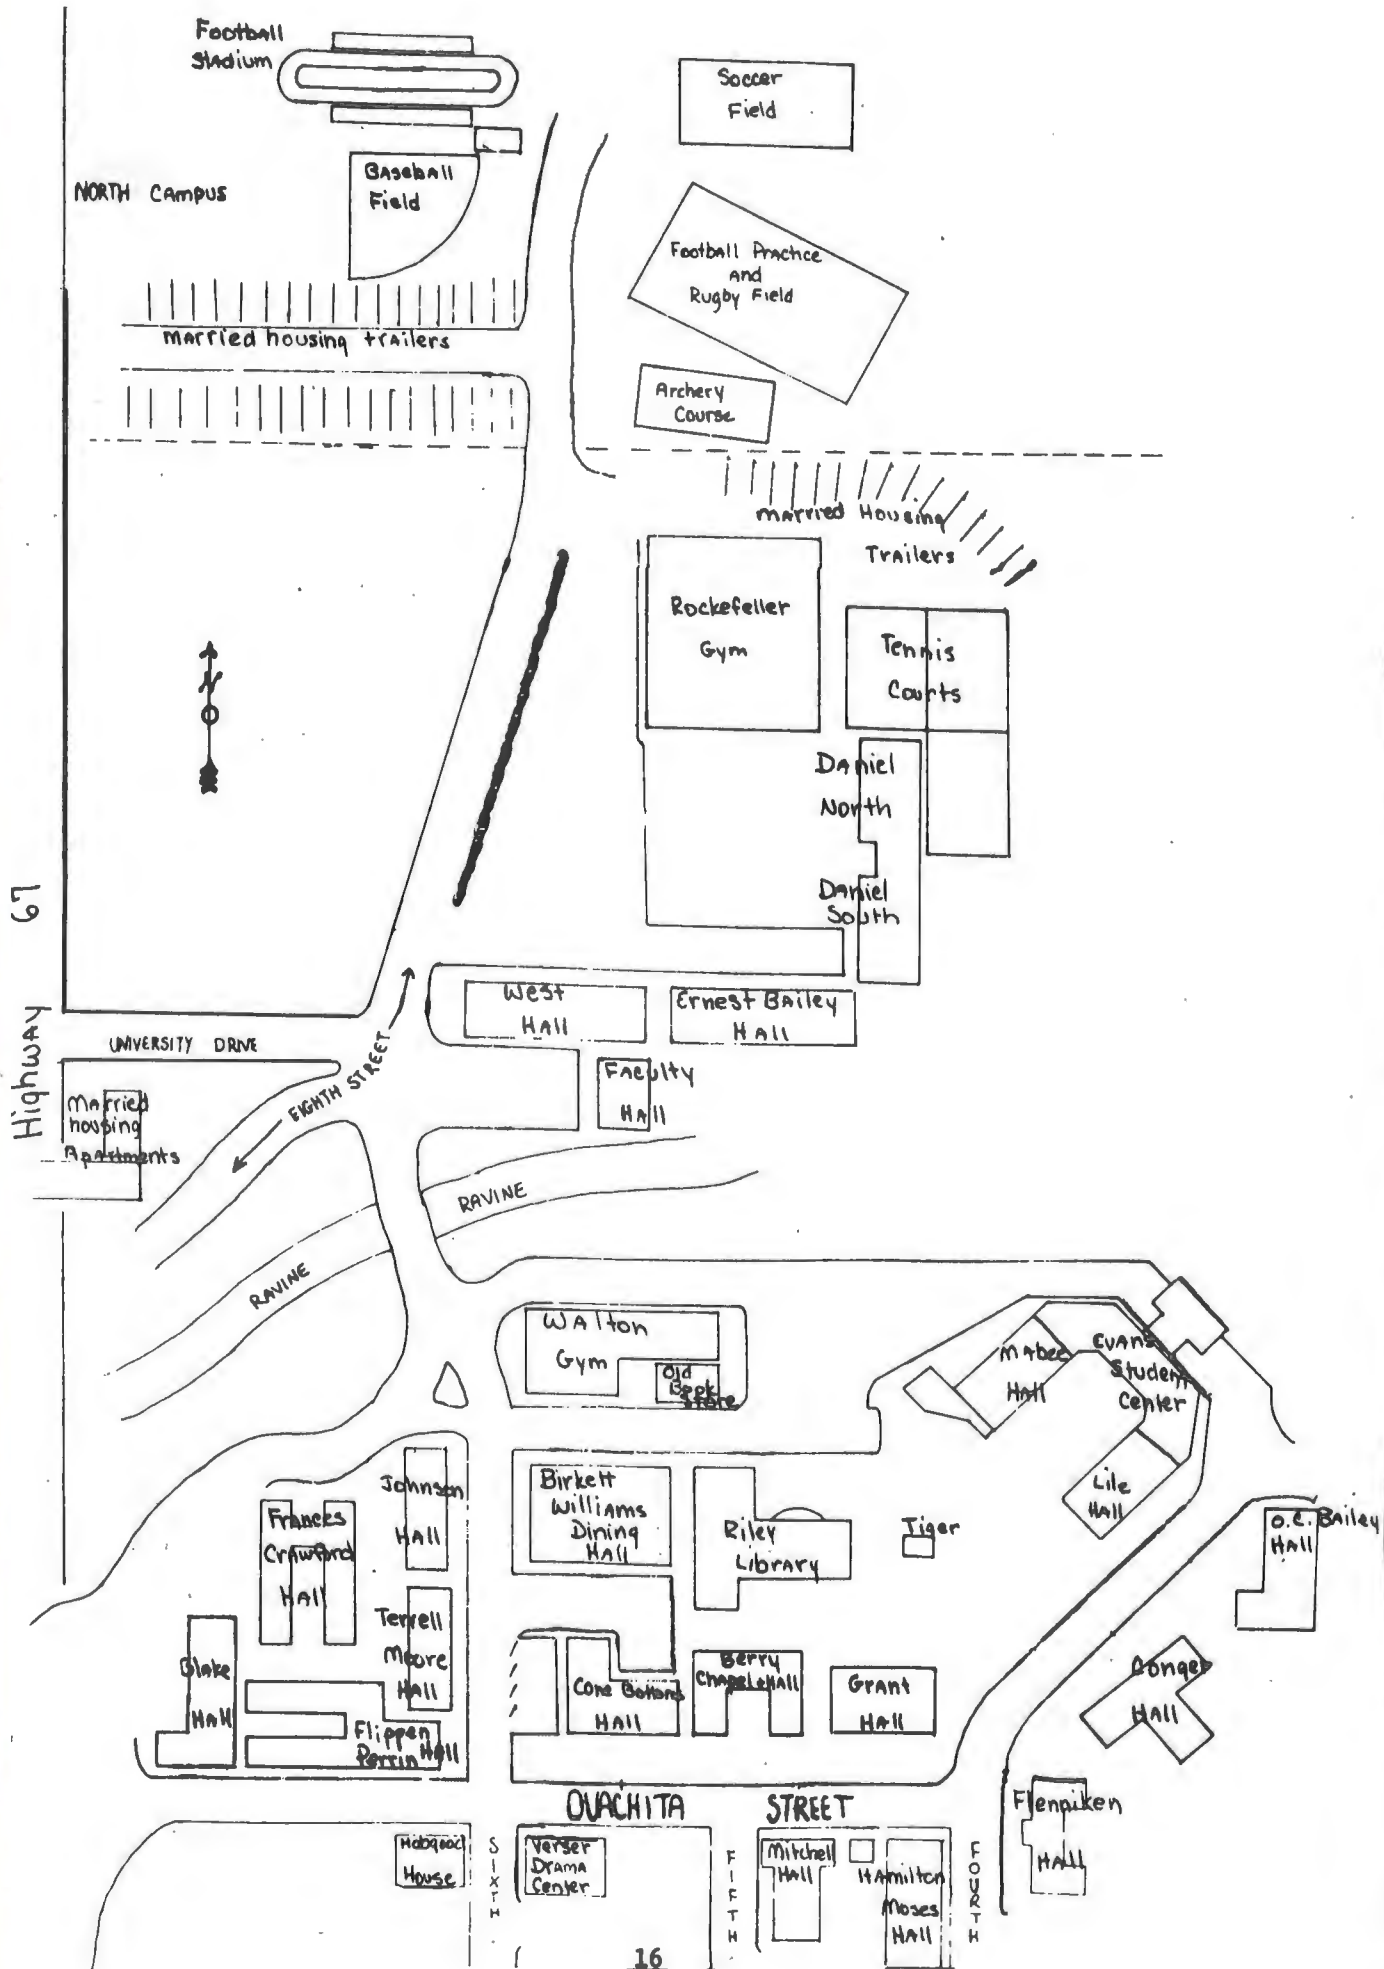 Football
Stadium
Soccer
Field
NORTH CAMPUS
Baseball
Field
Football Practice
and
Rugby Field
married housing trailers
Archery
Course
married Housing
Trailers
Rockefeller
Gym
Tennis
Courts
N
Daniel
North
Daniel
South
Highway 67
West
Hall
Ernest Bailey
Hall
UNIVERSITY DRIVE
EIGHTH STREET
Faculty
Hall
Married
housing
Apartments
RAVINE
RAVINE
Walton
Gym
Old
Book
Store
Mabee
Hall
Evans
Student
Center
Johnson
Hall
Birkett
Williams
Dining
Hall
Riley
Library
Tiger
Lile
Hall
O.C. Bailey
Hall
Frances
Crawford
Hall
Terrell
Moore
Hall
Blake
Hall
Flippen
Perrin Hall
Cone Bottoms
Hall
Berry
Chapel Hall
Grant
Hall
Conger
Hall
OUACHITA STREET
Flenniken
Hall
Hobgood
House
SIXTH
Verser
Drama
Center
FIFTH
Mitchell
Hall
Hamilton
Moses
Hall
FOURTH
16